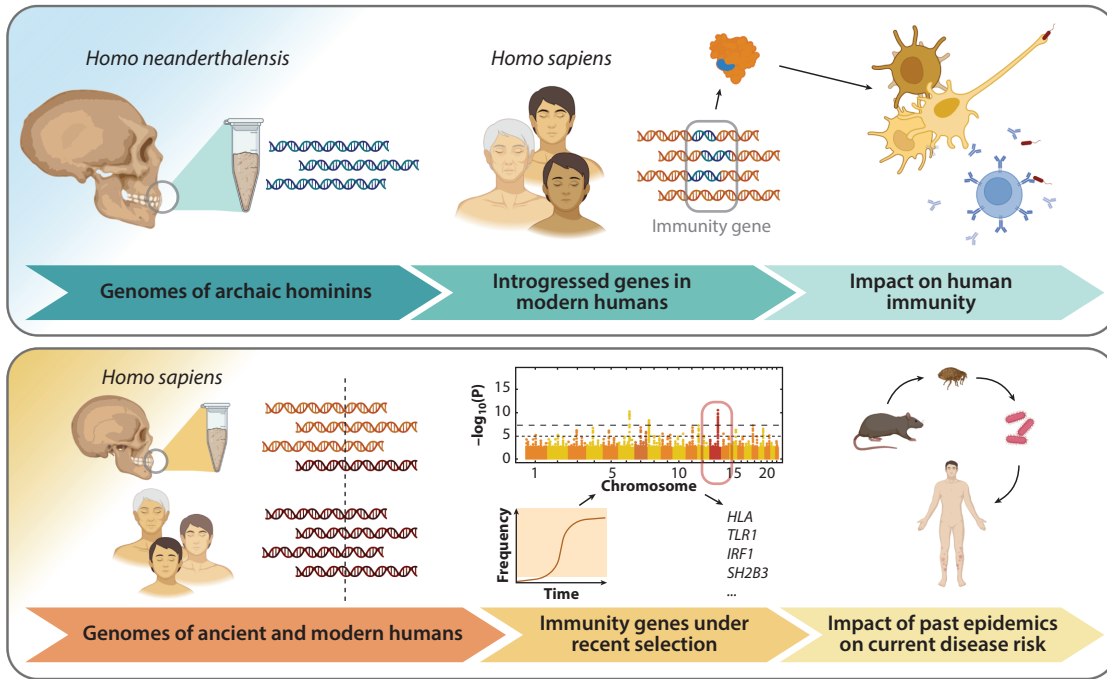 Homo neanderthalensis
Homo sapiens
Immunity gene
Genomes of archaic hominins
Introgressed genes in
modern humans
Impact on human
immunity
Homo sapiens
–log10(P)
15
10
5
0
1
5
10
15
20
Chromosome
Frequency
Time
HLA
TLR1
IRF1
SH2B3
...
Genomes of ancient and modern humans
Immunity genes under
recent selection
Impact of past epidemics
on current disease risk